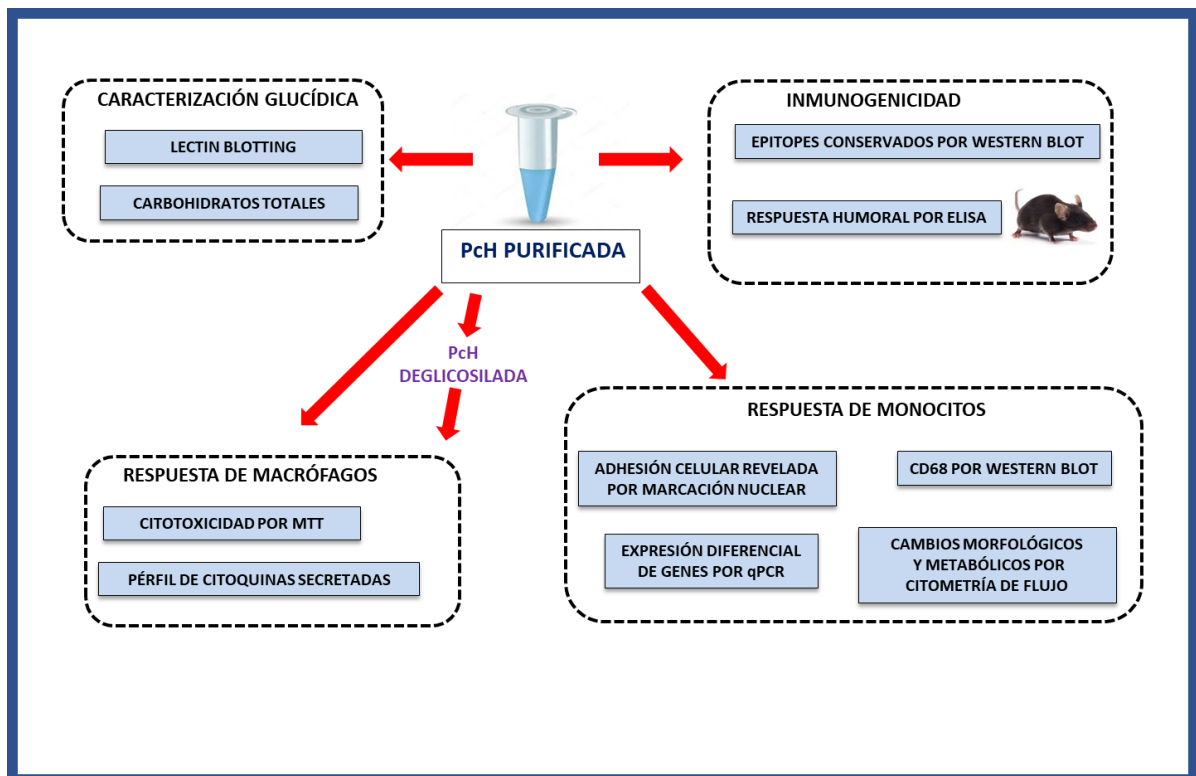 CARACTERIZACIÓN GLUCÍDICA
LECTIN BLOTTING
CARBOHIDRATOS TOTALES
PcH PURIFICADA
INMUNOGENICIDAD
EPITOPES CONSERVADOS POR WESTERN BLOT
RESPUESTA HUMORAL POR ELISA
PcH
DEGLICOSILADA
RESPUESTA DE MACRÓFAGOS
CITOTOXICIDAD POR MTT
PÉRFIL DE CITOQUINAS SECRETADAS
RESPUESTA DE MONOCITOS
ADHESIÓN CELULAR REVELADA
POR MARCACIÓN NUCLEAR
CD68 POR WESTERN BLOT
EXPRESIÓN DIFERENCIAL
DE GENES POR qPCR
CAMBIOS MORFOLÓGICOS
Y METABÓLICOS POR
CITOMETRÍA DE FLUJO